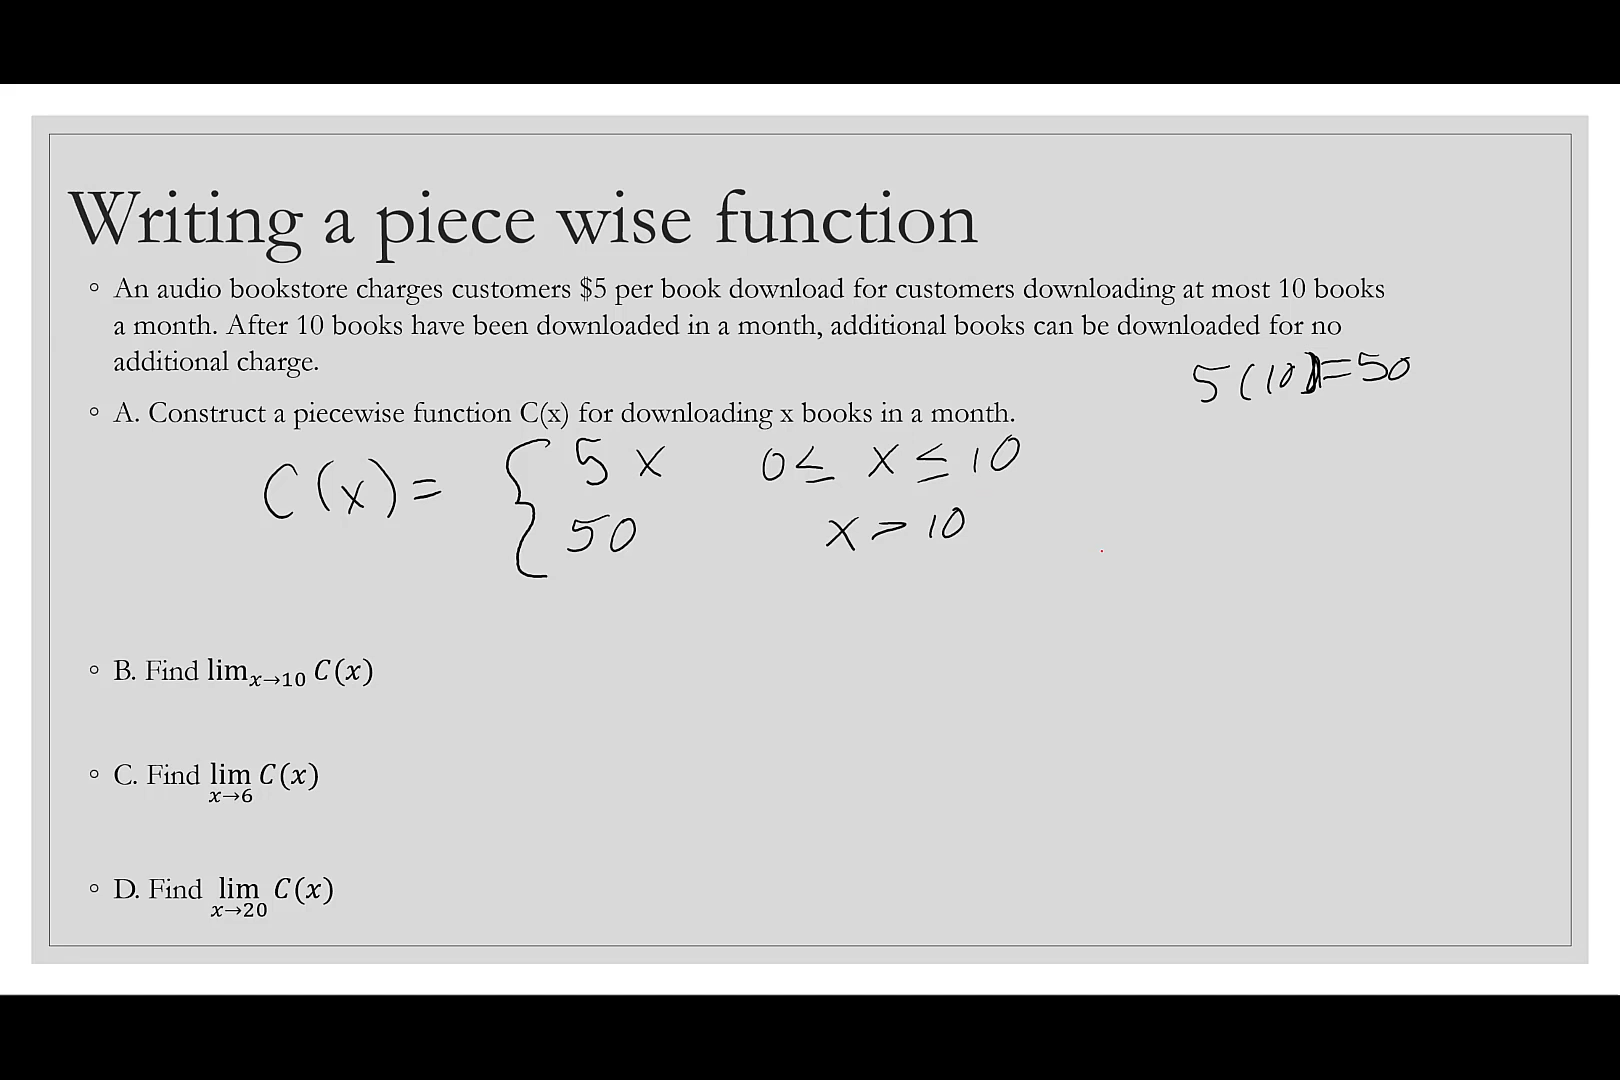 Writing a piece wise function
◦ An audio bookstore charges customers $5 per book download for customers downloading at most 10 books
a month. After 10 books have been downloaded in a month, additional books can be downloaded for no
additional charge.
5(10)=50
◦ A. Construct a piecewise function C(x) for downloading x books in a month.
C(x)= { 5x 0≤ x ≤ 10
50 x > 10
◦ B. Find lim x→10 C(x)
◦ C. Find lim x→6 C(x)
◦ D. Find lim x→20 C(x)